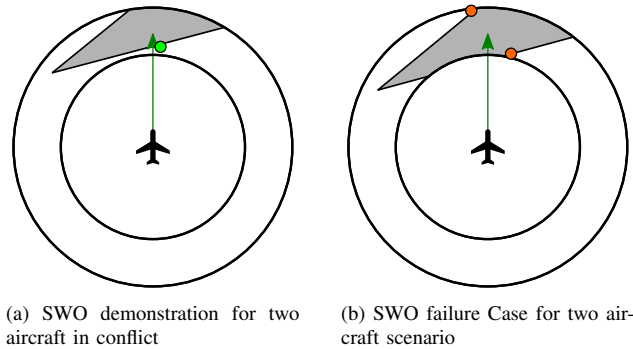 (a) SWO demonstration for two
aircraft in conflict
(b) SWO failure Case for two air-
craft scenario